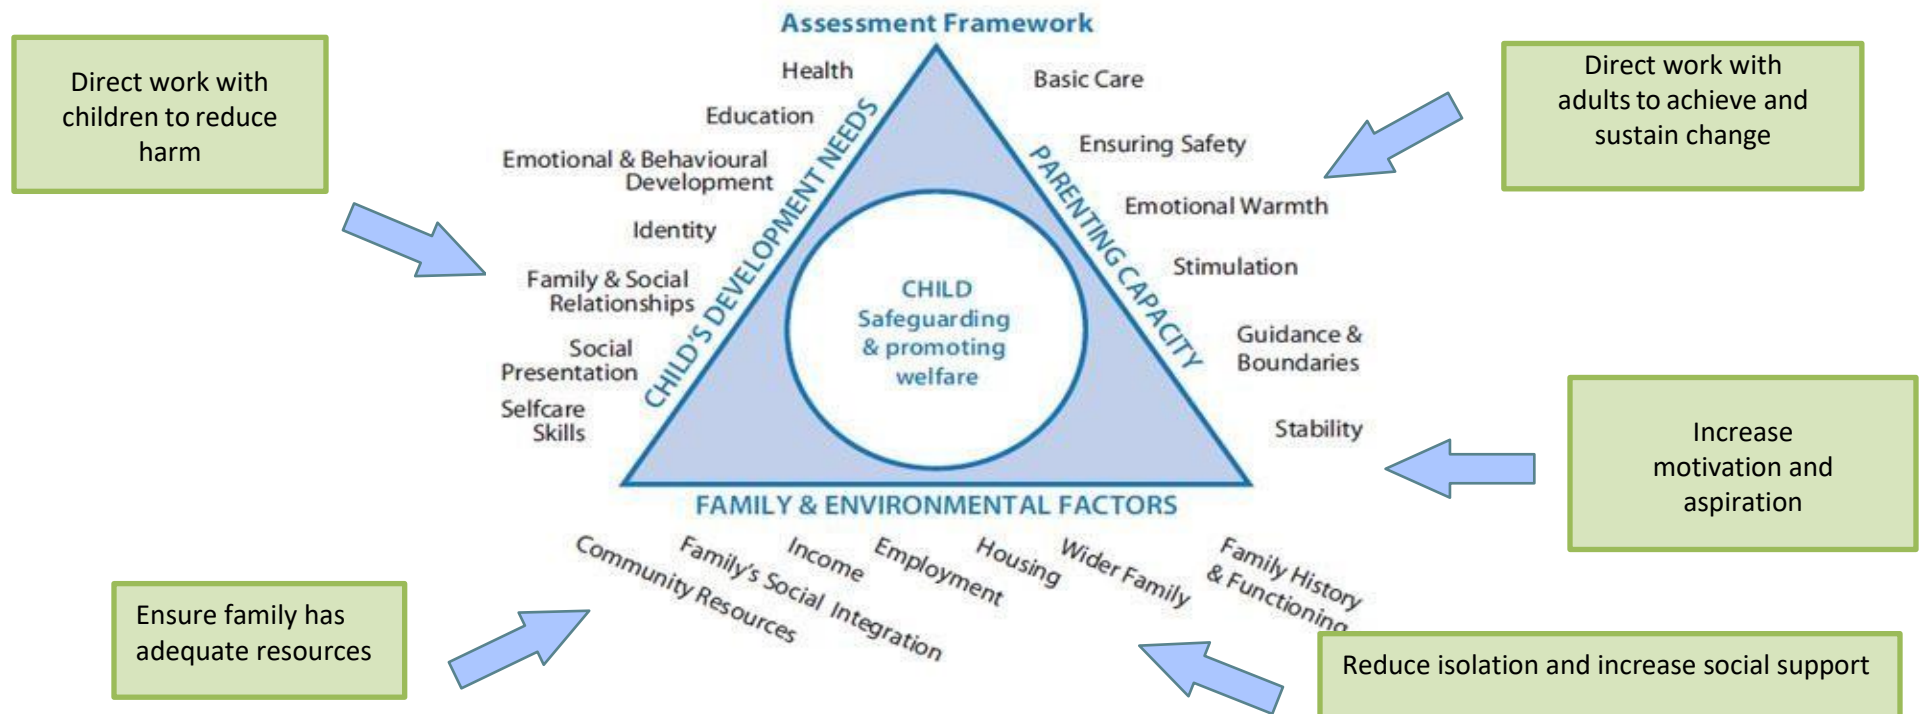 Assessment Framework
Direct work with
children to reduce
harm
Health
Education
Emotional & Behavioural
Development
Identity
Family & Social
Relationships
Social
Presentation
Selfcare
Skills
CHILD'S DEVELOPMENT NEEDS
CHILD
Safeguarding
& promoting
welfare
PARENTING CAPACITY
Basic Care
Ensuring Safety
Emotional Warmth
Stimulation
Guidance &
Boundaries
Stability
Direct work with
adults to achieve and
sustain change
Increase
motivation and
aspiration
FAMILY & ENVIRONMENTAL FACTORS
Community Resources
Family's Social Integration
Income
Employment
Housing
Wider Family
Family History
& Functioning
Ensure family has
adequate resources
Reduce isolation and increase social support